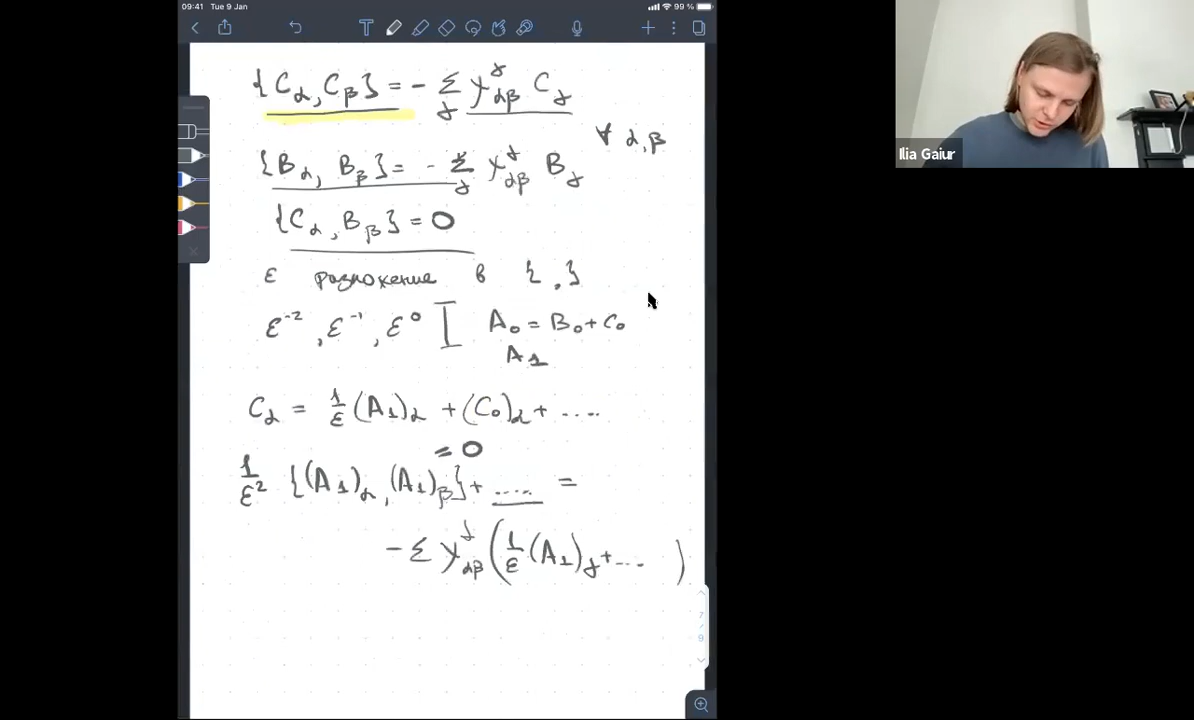 09:41 Tue 9 Jan 99 %
{C_α, C_β} = - Σ_γ χ^γ_αβ C_γ
∀ α, β
{B_α, B_β} = - Σ_γ χ^γ_αβ B_γ
{C_α, B_β} = 0
ε разложение в { , }
ε^-2, ε^-1, ε^0 [ A_0 = B_0 + C_0
A_1
C_α = 1/ε (A_1)_α + (C_0)_α + ....
= 0
1/ε^2 {(A_1)_α, (A_1)_β} + ..... =
- Σ χ^γ_αβ (1/ε (A_1)_γ + ... )
7 / 9
Ilia Gaiur